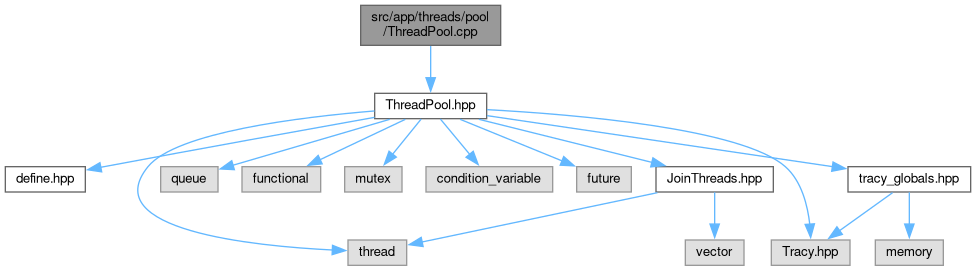 src/app/threads/pool
/ThreadPool.cpp
ThreadPool.hpp
define.hpp
queue
functional
mutex
condition_variable
future
JoinThreads.hpp
tracy_globals.hpp
thread
vector
Tracy.hpp
memory